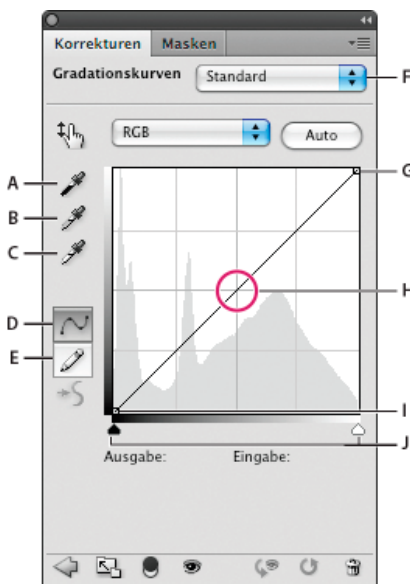 Korrekturen Masken
Gradationskurven Standard F
RGB Auto
A G
B
C
H
D
E
I
J
Ausgabe: Eingabe: